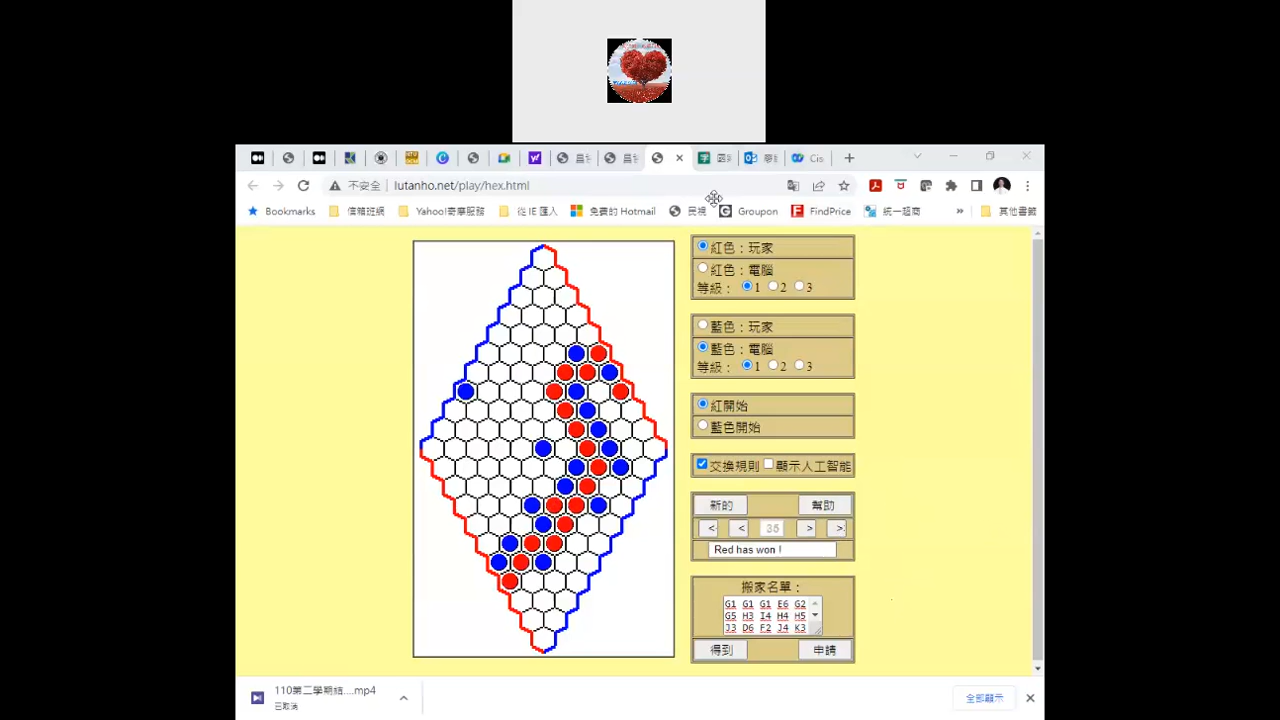 Cis
不安全 lutanho.net/play/hex.html
Bookmarks 信箱班網 Yahoo!奇摩服務 從 IE 匯入 免費的 Hotmail 民視 Groupon FindPrice 統一超商 » 其他書籤
紅色：玩家
紅色：電腦
等級： 1 2 3
藍色：玩家
藍色：電腦
等級： 1 2 3
紅開始
藍色開始
交換規則 顯示人工智能
新的 幫助
< < 35 > >
Red has won !
搬家名單：
G1 G1 G1 E6 G2
G5 H3 I4 H4 H5
J3 D6 F2 J4 K3
得到 申請
110第二學期結....mp4
已取消
全部顯示